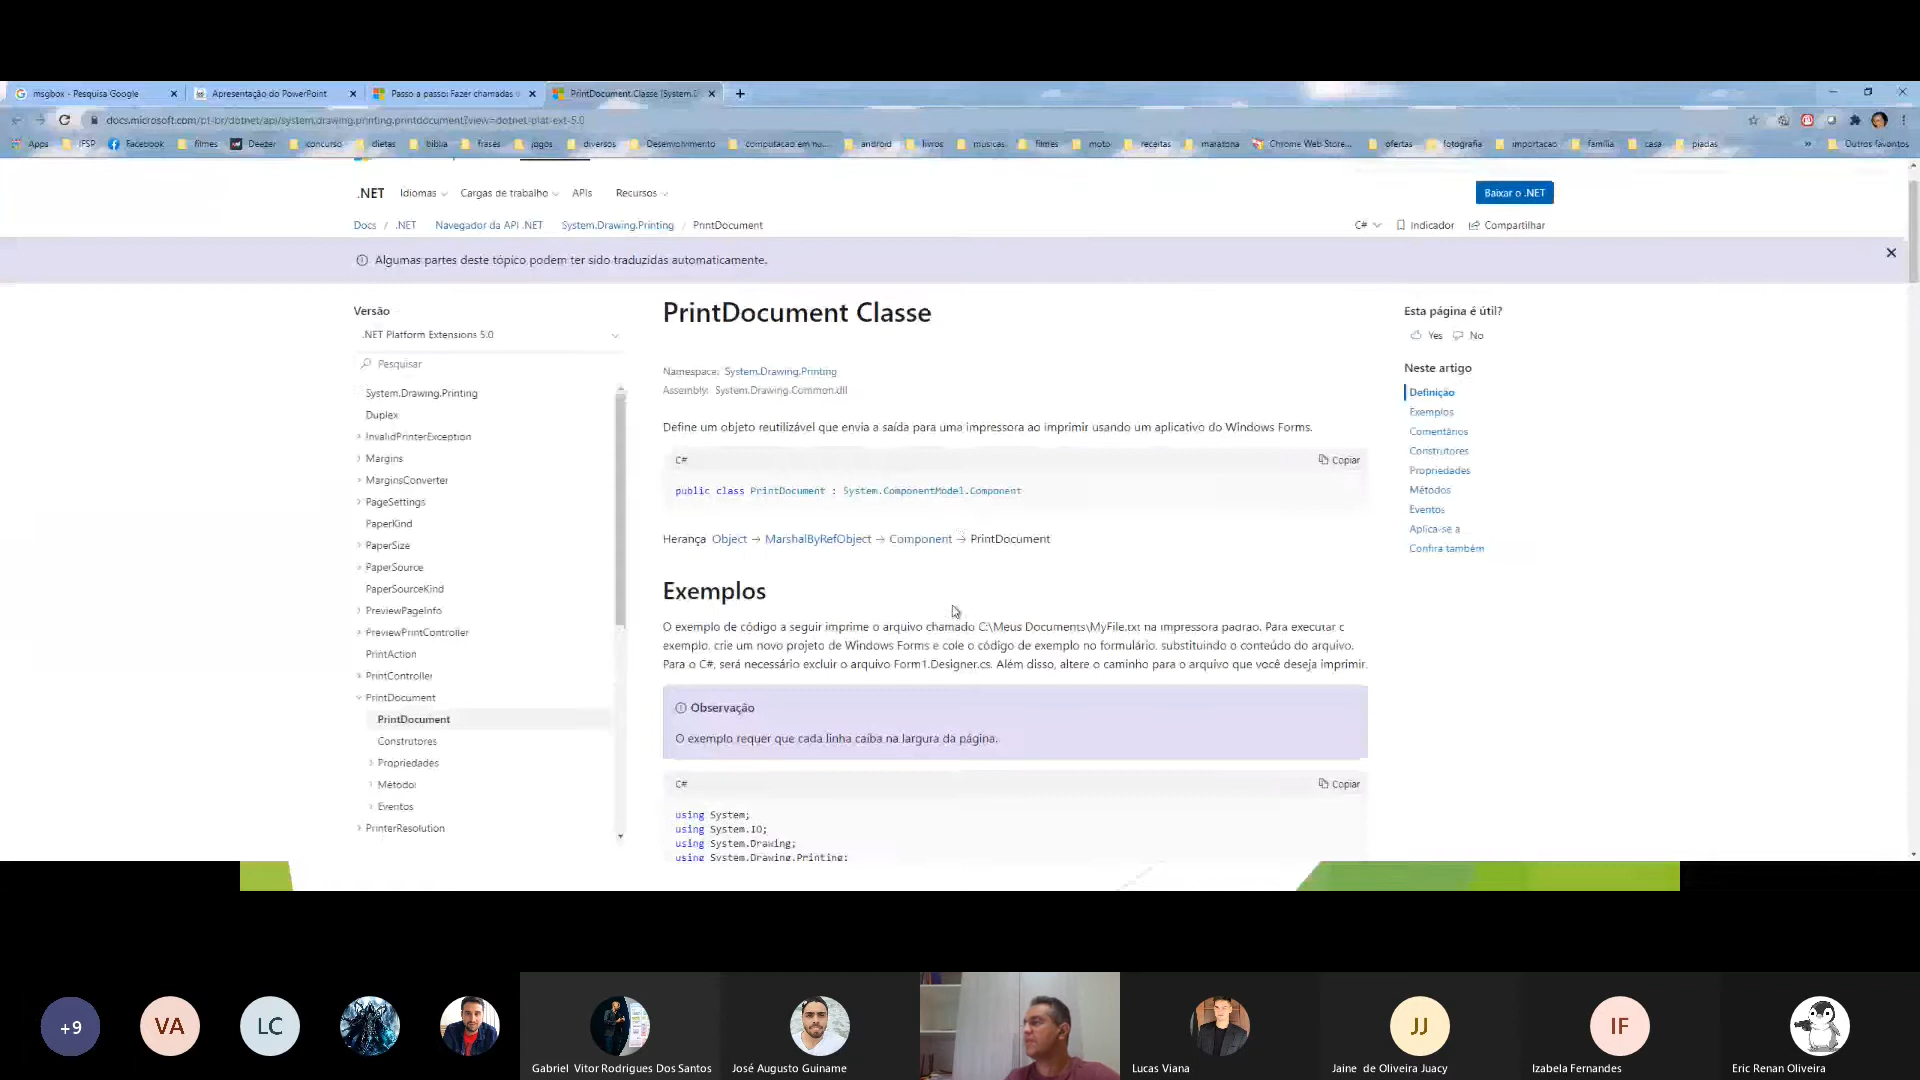 msgbox - Pesquisa Google
Apresentação do PowerPoint
Passo a passo: Fazer chamadas
PrintDocument Classe (System.D
docs.microsoft.com/pt-br/dotnet/api/system.drawing.printing.printdocument?view=dotnet-plat-ext-5.0
Apps IFSP Facebook filmes Deezer concurso dietas bíblia frases jogos diversos Desenvolvimento computacao em nu... android livros musicas filmes moto receitas maratona Chrome Web Store... ofertas fotografia importacao familia casa piadas » Outros favoritos
.NET Idiomas Cargas de trabalho APIs Recursos Baixar o .NET
Docs / .NET Navegador da API .NET System.Drawing.Printing / PrintDocument C# Indicador Compartilhar
Algumas partes deste tópico podem ter sido traduzidas automaticamente.
Versão
.NET Platform Extensions 5.0
Pesquisar
System.Drawing.Printing
Duplex
InvalidPrinterException
Margins
MarginsConverter
PageSettings
PaperKind
PaperSize
PaperSource
PaperSourceKind
PreviewPageInfo
PreviewPrintController
PrintAction
PrintController
PrintDocument
PrintDocument
Construtores
Propriedades
Método
Eventos
PrinterResolution
PrintDocument Classe
Namespace: System.Drawing.Printing
Assembly: System.Drawing.Common.dll
Define um objeto reutilizável que envia a saída para uma impressora ao imprimir usando um aplicativo do Windows Forms.
C# Copiar
public class PrintDocument : System.ComponentModel.Component
Herança Object → MarshalByRefObject → Component → PrintDocument
Exemplos
O exemplo de código a seguir imprime o arquivo chamado C:\Meus Documents\MyFile.txt na impressora padrão. Para executar c
exemplo, crie um novo projeto de Windows Forms e cole o código de exemplo no formulário, substituindo o conteúdo do arquivo.
Para o C#, será necessário excluir o arquivo Form1.Designer.cs. Além disso, altere o caminho para o arquivo que você deseja imprimir.
Observação
O exemplo requer que cada linha caiba na largura da página.
C# Copiar
using System;
using System.IO;
using System.Drawing;
using System.Drawing.Printing;
Esta página é útil?
Yes No
Neste artigo
Definição
Exemplos
Comentários
Construtores
Propriedades
Métodos
Eventos
Aplica-se a
Confira também
+9 VA LC JJ IF
Gabriel Vitor Rodrigues Dos Santos José Augusto Guiname Lucas Viana Jaine de Oliveira Juacy Izabela Fernandes Eric Renan Oliveira